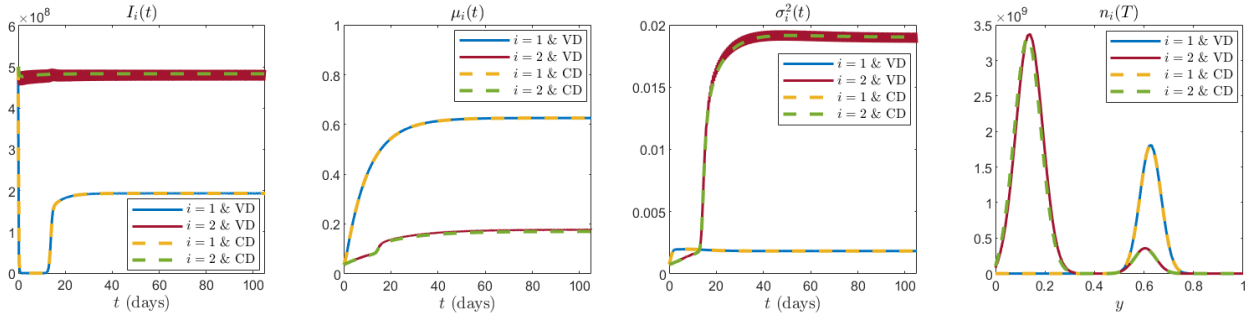 I_i(t)
× 10^8
6
5
4
3
2
1
0
i = 1 & VD
i = 2 & VD
i = 1 & CD
i = 2 & CD
0 20 40 60 80 100
t (days)
μ_i(t)
1
0.8
0.6
0.4
0.2
0
i = 1 & VD
i = 2 & VD
i = 1 & CD
i = 2 & CD
0 20 40 60 80 100
t (days)
σ_i^2(t)
0.02
0.015
0.01
0.005
0
i = 1 & VD
i = 2 & VD
i = 1 & CD
i = 2 & CD
0 20 40 60 80 100
t (days)
n_i(T)
×10^9
3.5
3
2.5
2
1.5
1
0.5
0
i = 1 & VD
i = 2 & VD
i = 1 & CD
i = 2 & CD
0 0.2 0.4 0.6 0.8 1
y